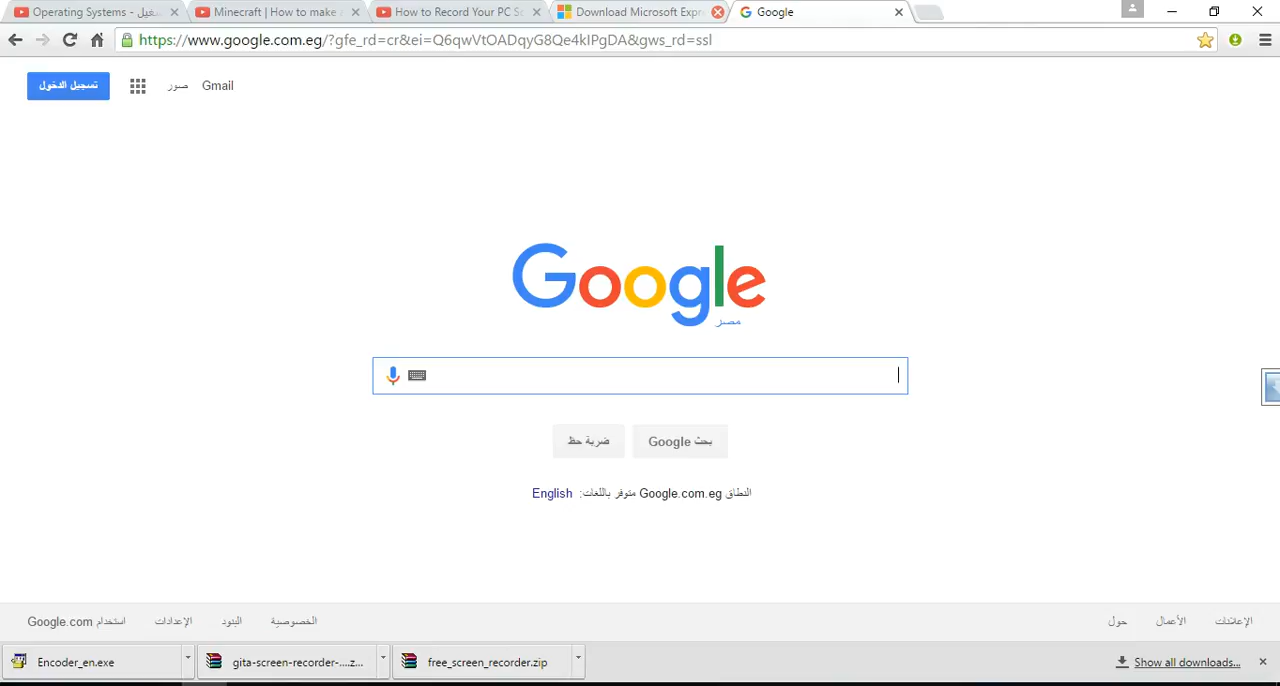 Operating Systems - تشغيل
Minecraft | How to make
How to Record Your PC Sc
Download Microsoft Expr
Google
https://www.google.com.eg/?gfe_rd=cr&ei=Q6qwVtOADqyG8Qe4kIPgDA&gws_rd=ssl
تسجيل الدخول
صور
Gmail
Google
مصر
بحث Google
ضربة حظ
النطاق Google.com.eg متوفر باللغات: English
الإعلانات
الأعمال
حول
الخصوصية
البنود
الإعدادات
استخدام Google.com
Encoder_en.exe
gita-screen-recorder-....z...
free_screen_recorder.zip
Show all downloads...